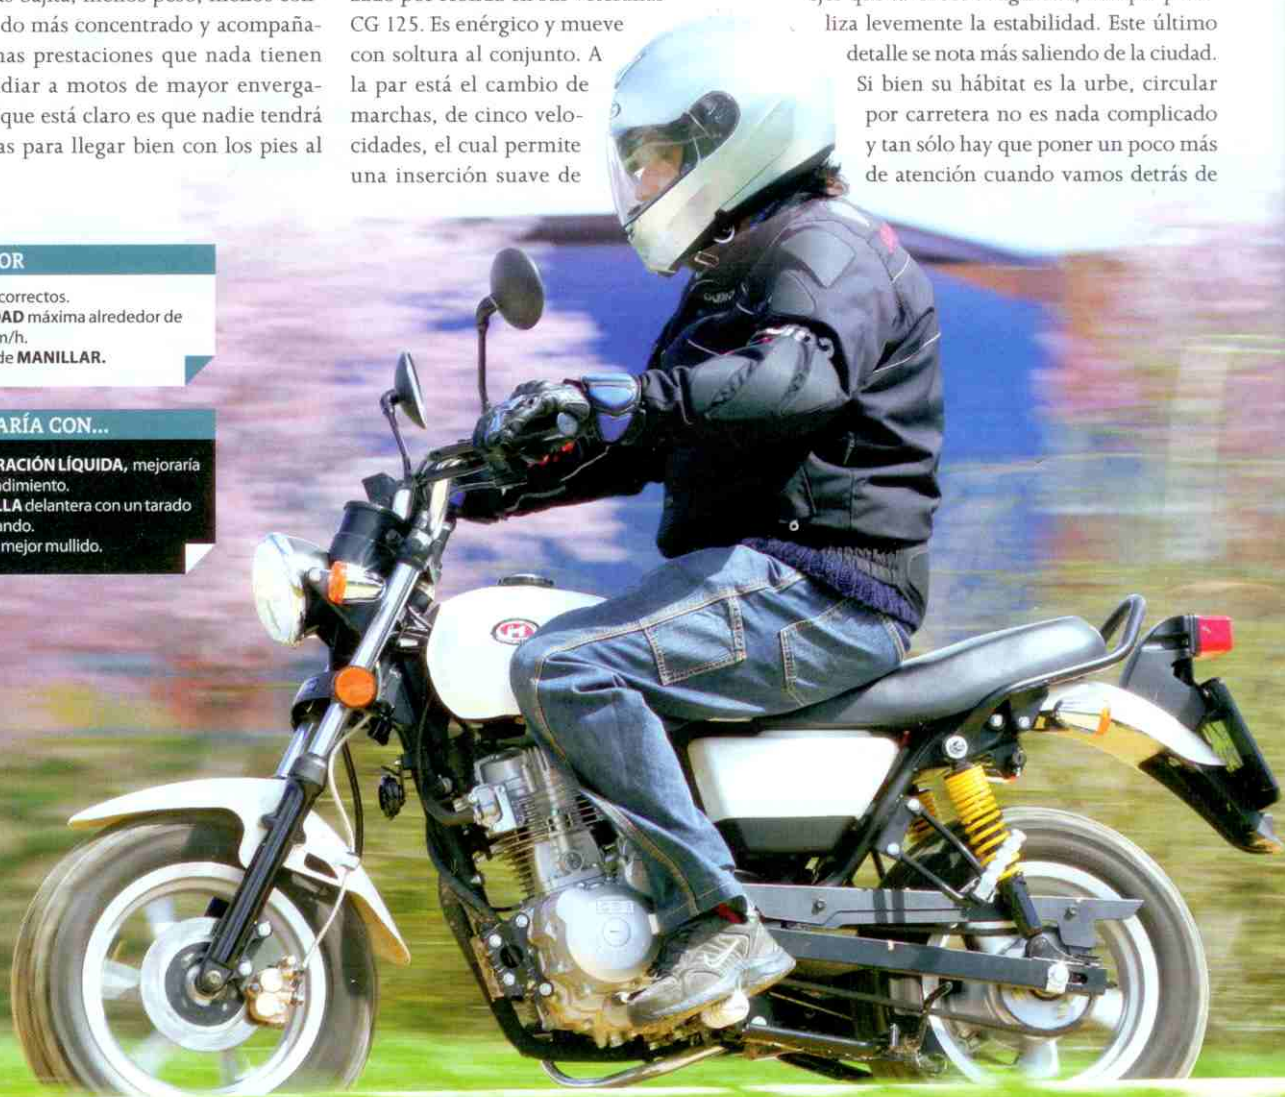 do más concentrado y acompaña-
nas prestaciones que nada tienen
diar a motos de mayor enverga-
que está claro es que nadie tendrá
as para llegar bien con los pies al
CG 125. Es enérgico y mueve
con soltura al conjunto. A
la par está el cambio de
marchas, de cinco velo-
cidades, el cual permite
una inserción suave de
liza levemente la estabilidad. Este último
detalle se nota más saliendo de la ciudad.
Si bien su hábitat es la urbe, circular
por carretera no es nada complicado
y tan sólo hay que poner un poco más
de atención cuando vamos detrás de
OR
correctos.
DAD máxima alrededor de
m/h.
de MANILLAR.
ARÍA CON...
RACIÓN LÍQUIDA, mejoraría
ndimiento.
LLA delantera con un tarado
ando.
mejor mullido.